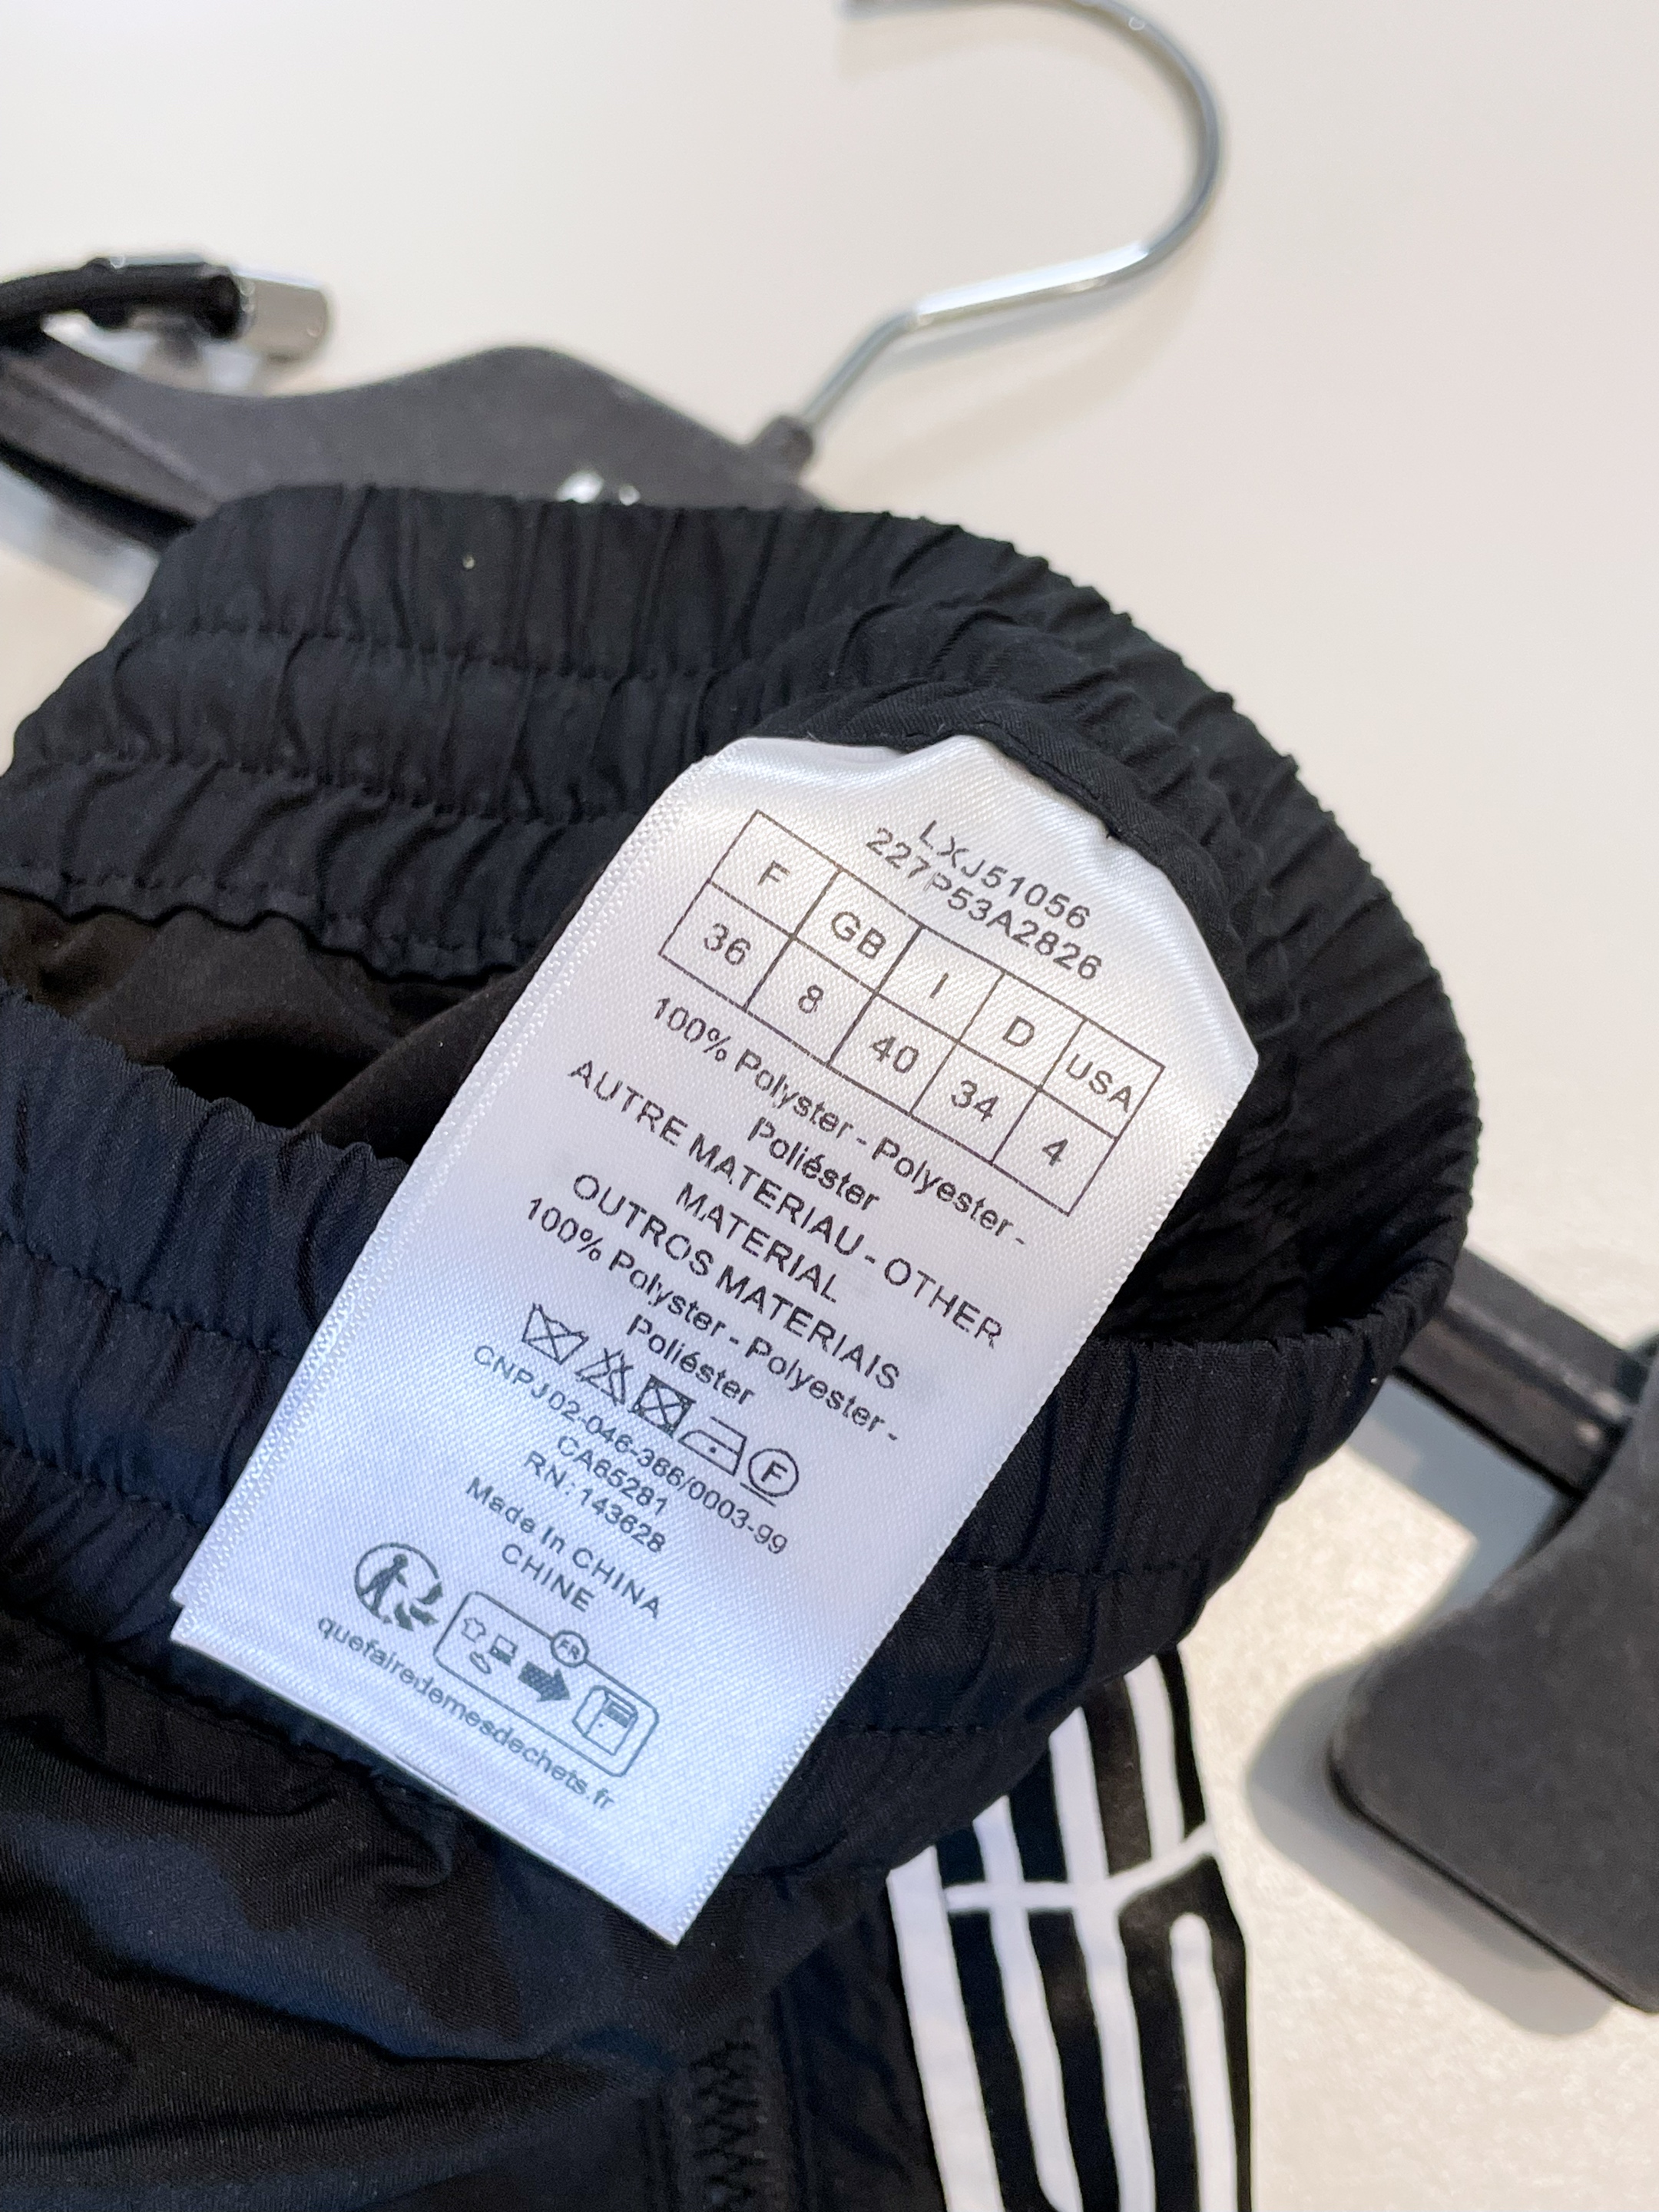 LXJ51056
227P53A2826
F GB I D USA
36 8 40 34 4
100% Polyster - Polyester -
Poliéster
AUTRE MATERIAU - OTHER
MATERIAL
OUTROS MATERIAIS
100% Polyster - Polyester -
Poliéster
F
CNPJ 02-046-366/0003-99
CA65281
RN: 143628
Made In CHINA
CHINE
FR
quefairedemesdechets.fr